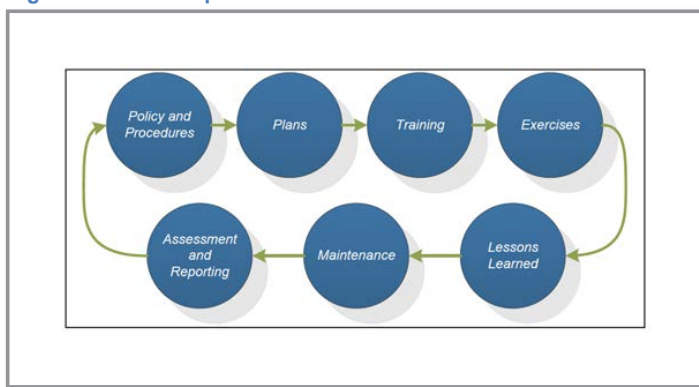 Policy and
Procedures
Plans
Training
Exercises
Lessons
Learned
Maintenance
Assessment
and
Reporting